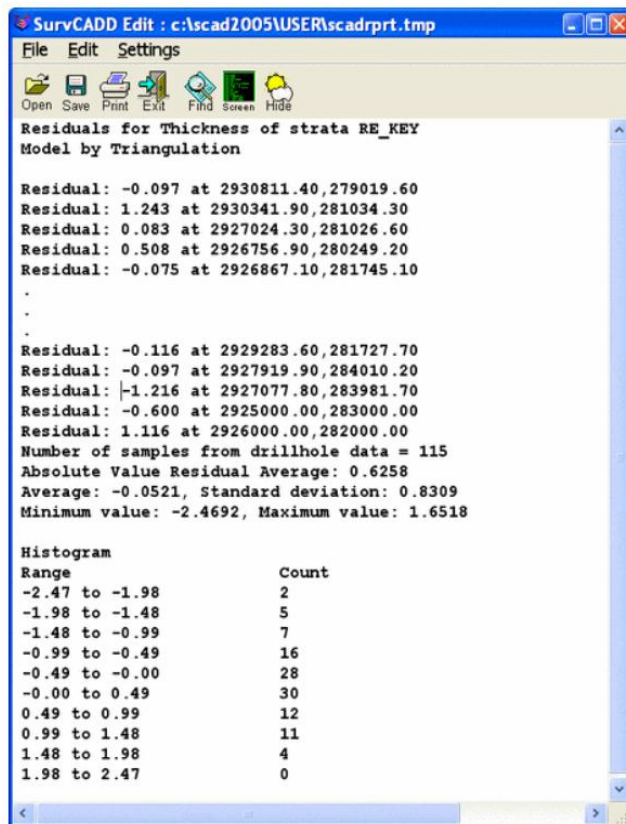 SurvCADD Edit : c:\scad2005\USER\scadrprt.tmp
File Edit Settings
Open Save Print Exit Find Screen Hide
Residuals for Thickness of strata RE_KEY
Model by Triangulation
Residual: -0.097 at 2930811.40,279019.60
Residual: 1.243 at 2930341.90,281034.30
Residual: 0.083 at 2927024.30,281026.60
Residual: 0.508 at 2926756.90,280249.20
Residual: -0.075 at 2926867.10,281745.10
.
.
.
Residual: -0.116 at 2929283.60,281727.70
Residual: -0.097 at 2927919.90,284010.20
Residual: -1.216 at 2927077.80,283981.70
Residual: -0.600 at 2925000.00,283000.00
Residual: 1.116 at 2926000.00,282000.00
Number of samples from drillhole data = 115
Absolute Value Residual Average: 0.6258
Average: -0.0521, Standard deviation: 0.8309
Minimum value: -2.4692, Maximum value: 1.6518
Histogram
Range Count
-2.47 to -1.98 2
-1.98 to -1.48 5
-1.48 to -0.99 7
-0.99 to -0.49 16
-0.49 to -0.00 28
-0.00 to 0.49 30
0.49 to 0.99 12
0.99 to 1.48 11
1.48 to 1.98 4
1.98 to 2.47 0